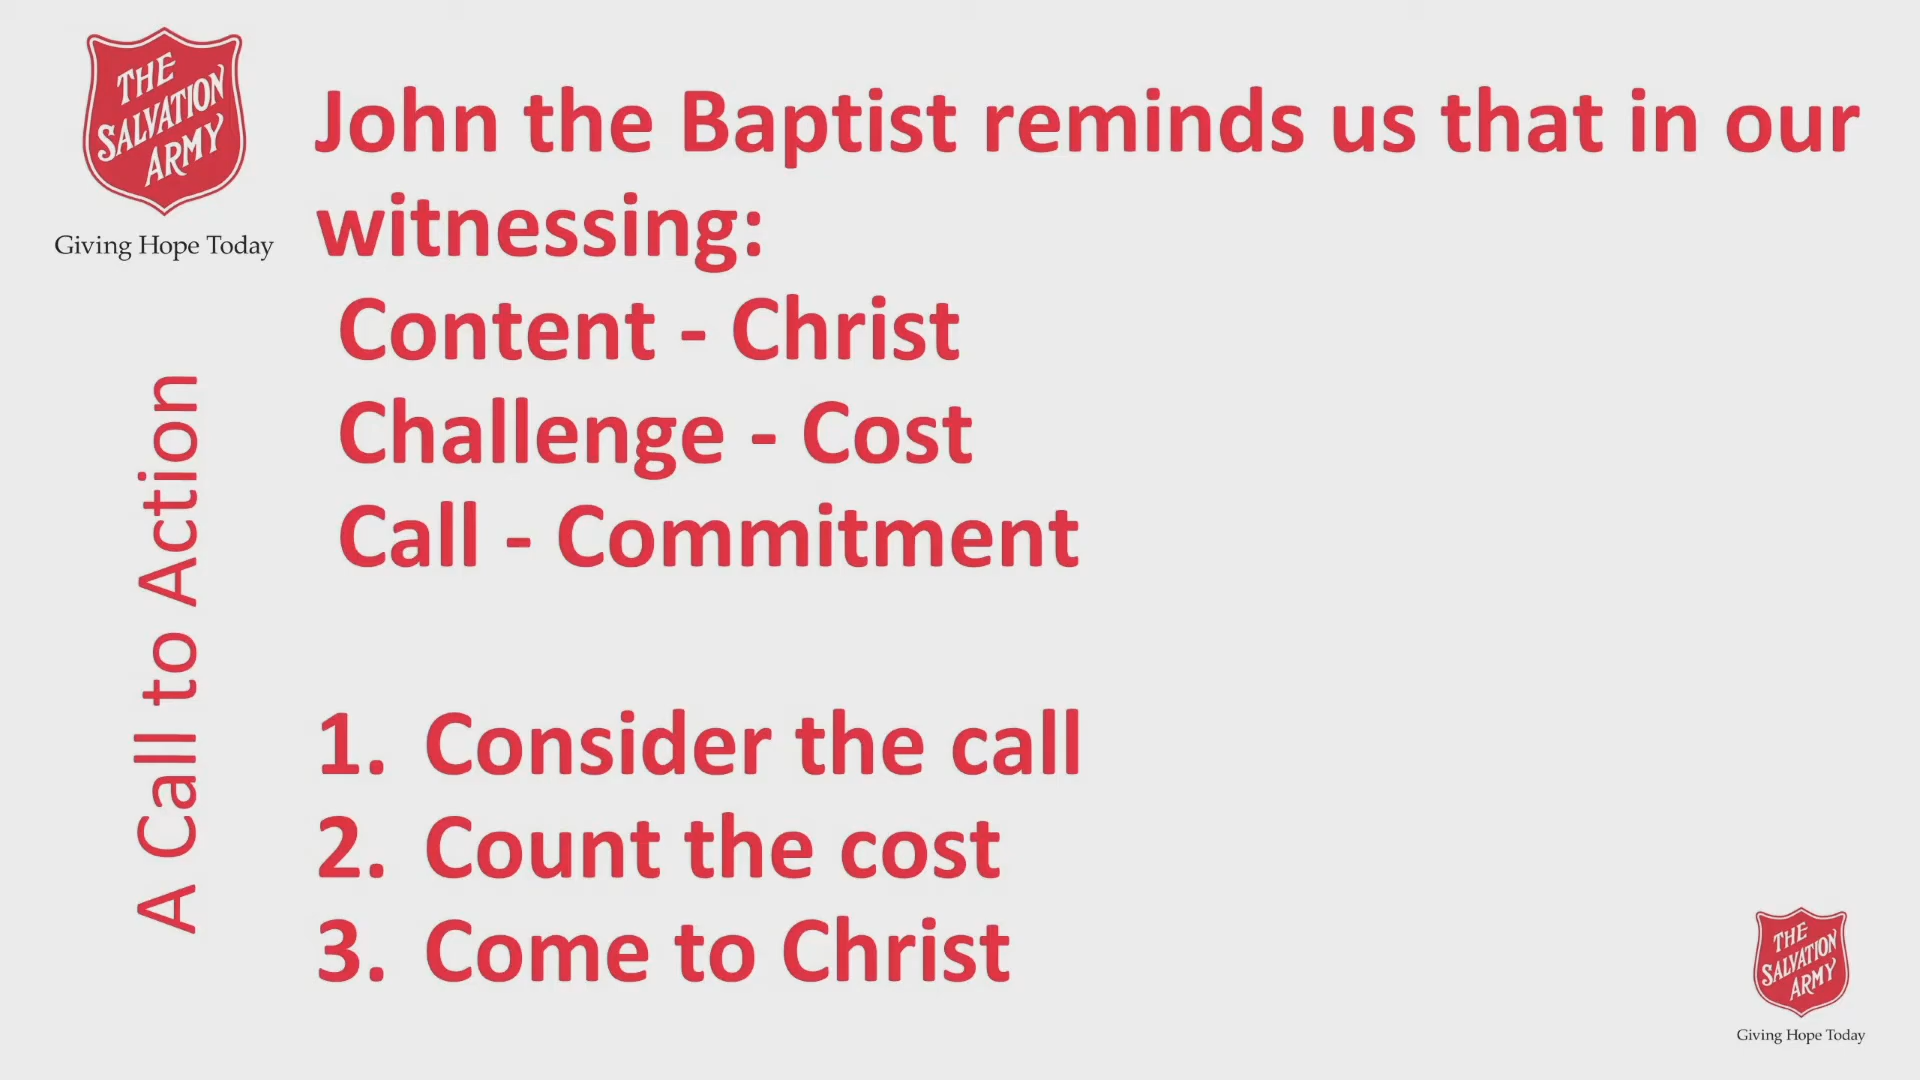 THE
SALVATION
ARMY
Giving Hope Today
A Call to Action
John the Baptist reminds us that in our
witnessing:
Content - Christ
Challenge - Cost
Call - Commitment
1. Consider the call
2. Count the cost
3. Come to Christ
THE
SALVATION
ARMY
Giving Hope Today